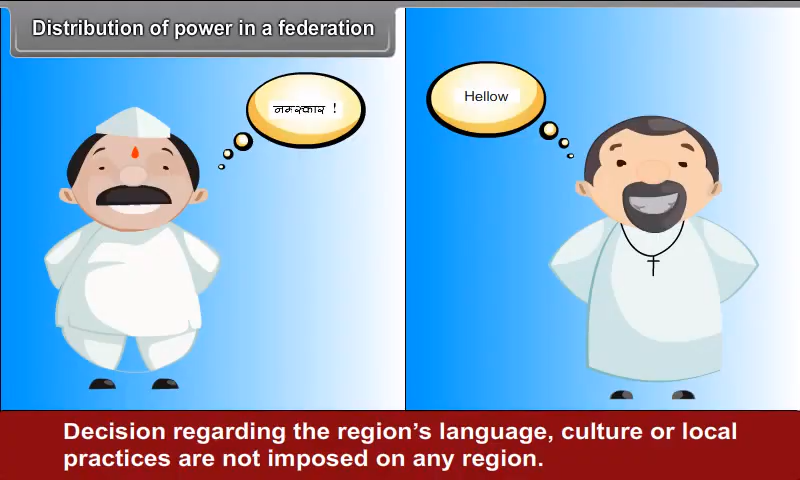 Distribution of power in a federation
नमस्कार !
Hellow
Decision regarding the region's language, culture or local
practices are not imposed on any region.